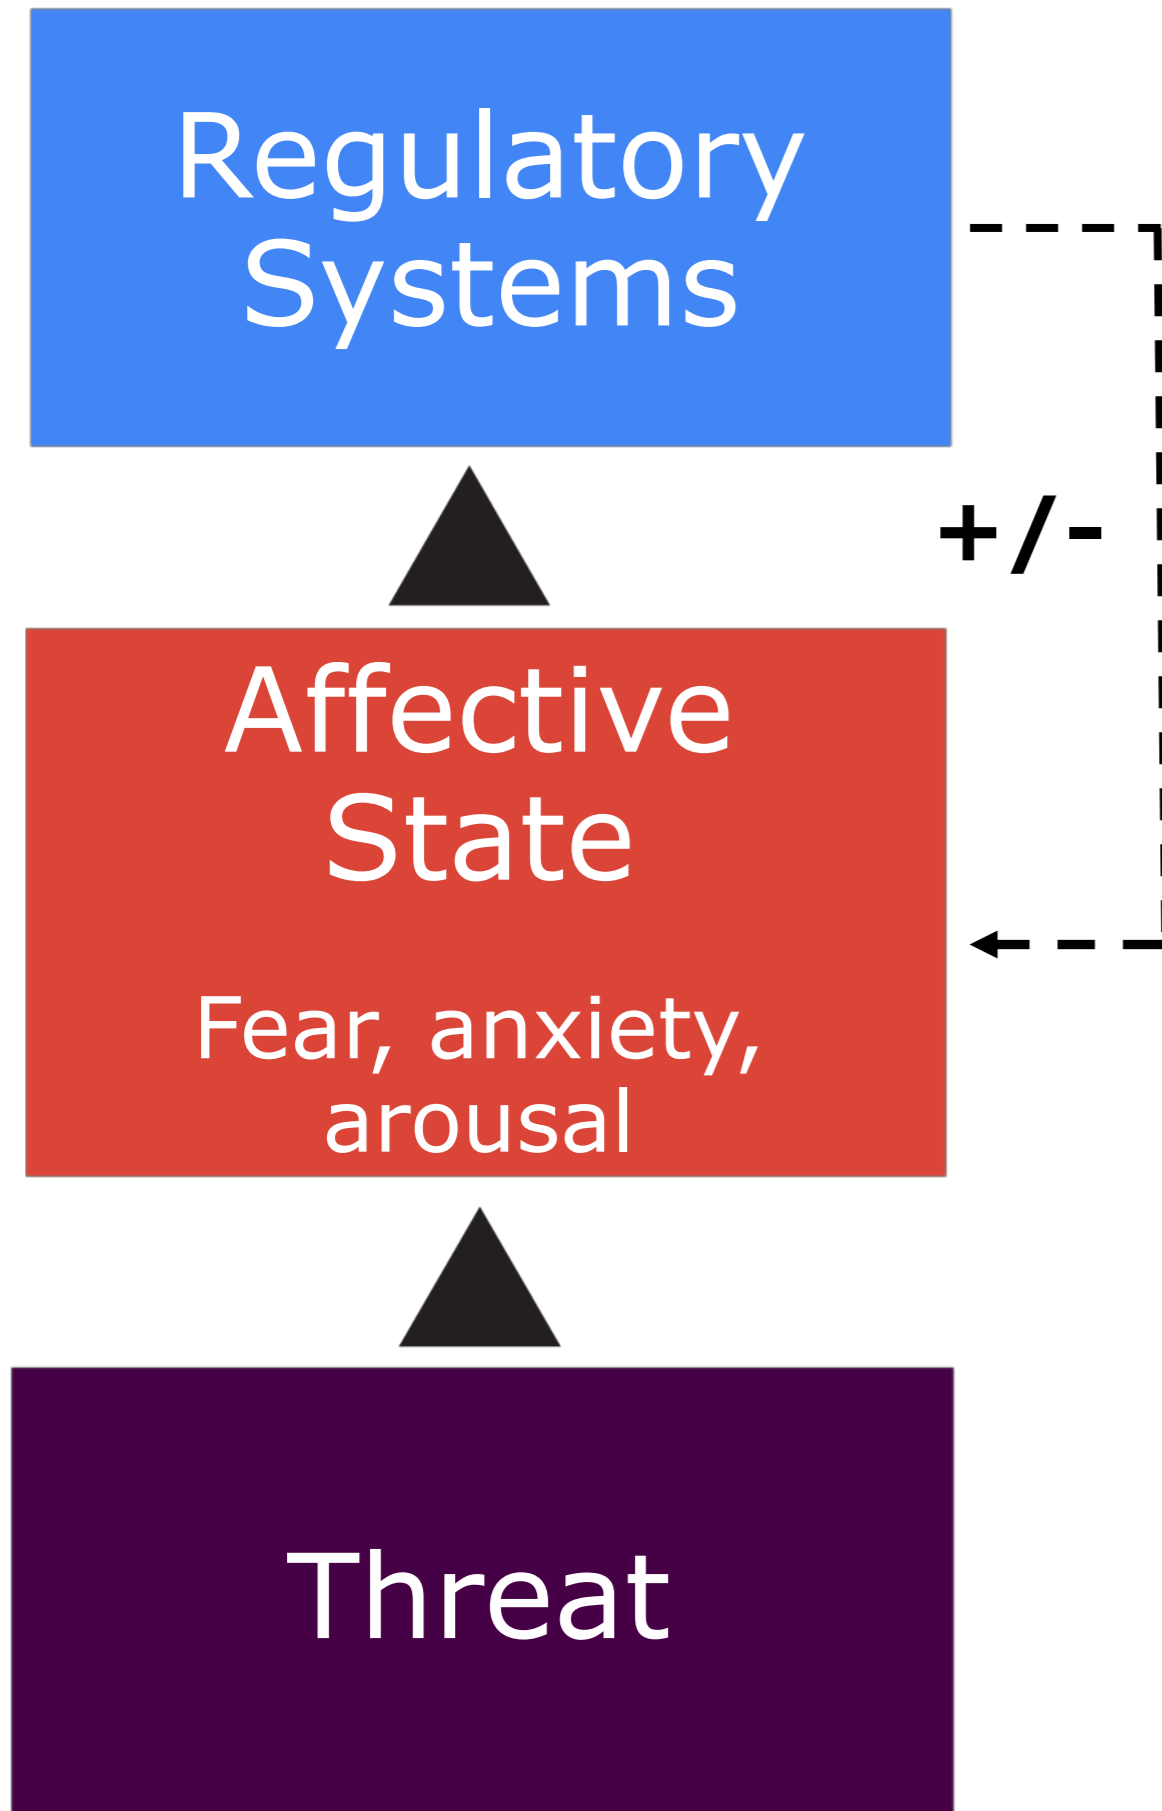 Regulatory
Systems
+/-
Affective
State
Fear, anxiety,
arousal
Threat